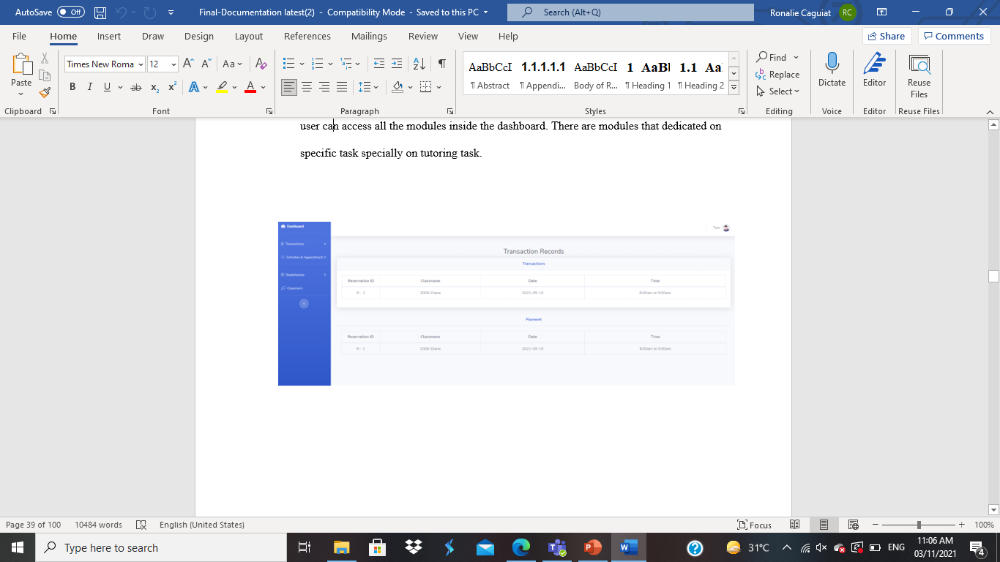 AutoSave Off Final-Documentation latest(2) - Compatibility Mode - Saved to this PC Search (Alt+Q) Ronalie Caguiat RC
File Home Insert Draw Design Layout References Mailings Review View Help Share Comments
Paste Times New Roma 12 Aa AaBbCcI 1.1.1.1.1 AaBbCcI 1 AaBl 1.1 Aa Find Replace Select Dictate Editor Reuse Files
¶ Abstract ¶ Appendi... Body of R... ¶ Heading 1 ¶ Heading 2
Clipboard Font Paragraph Styles Editing Voice Editor Reuse Files
user can access all the modules inside the dashboard. There are modules that dedicated on
specific task specially on tutoring task.
Dashboard
Transactions
Activities & Appointment
Classroom
Transaction Records
Transactions
Reservation ID Classname Date Time
R - 1 2006-Diane 2021-09-15 8:00am to 9:00am
Payment
Reservation ID Classname Date Time
R - 1 2006-Diane 2021-09-15 8:00am to 9:00am
Page 39 of 100 10484 words English (United States) Focus 100%
Type here to search 31°C ENG 11:06 AM
03/11/2021 4